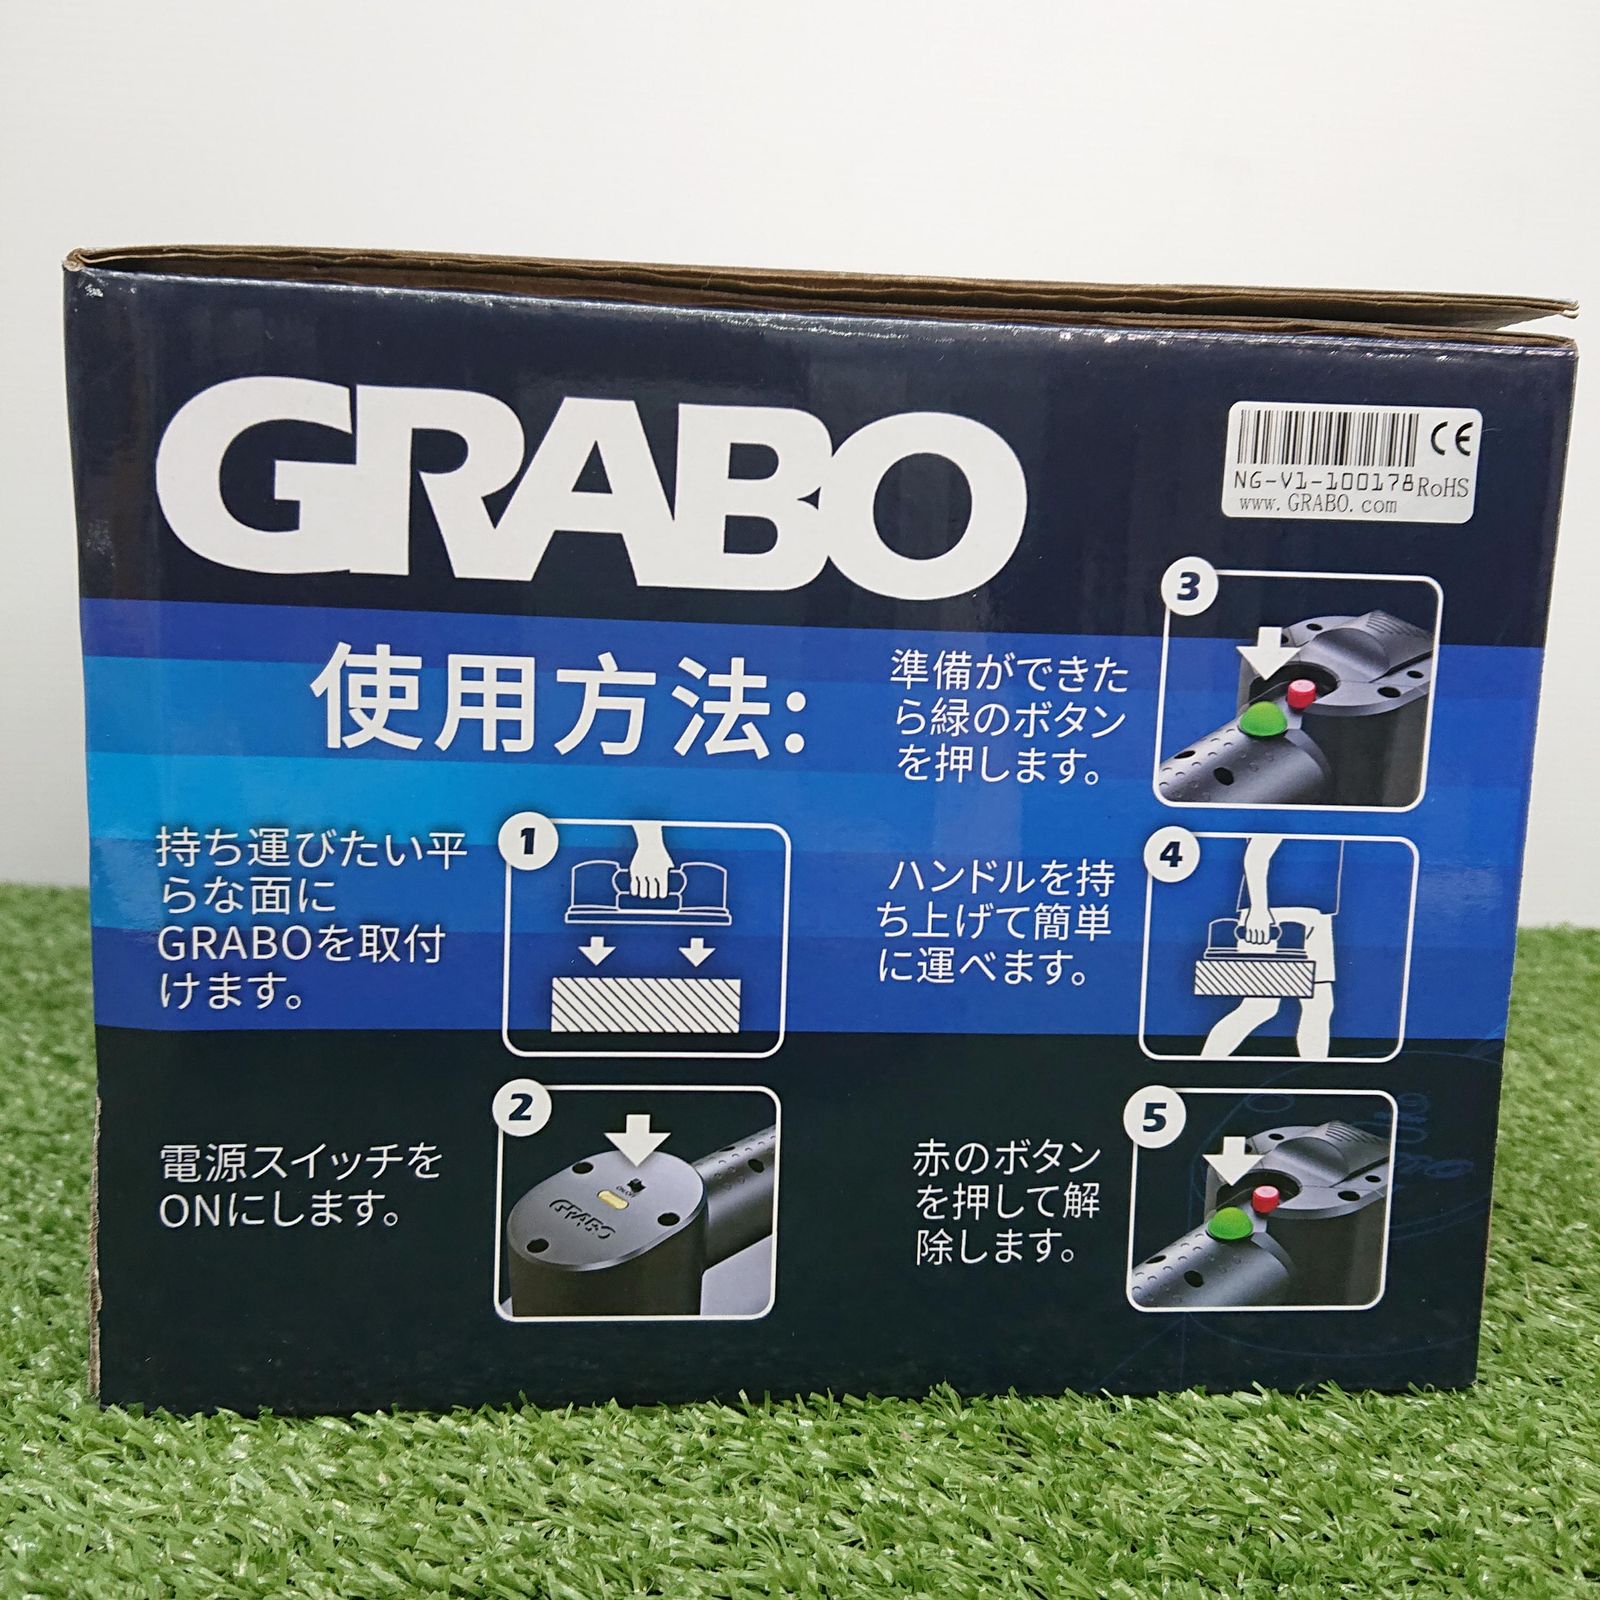 GRABO
NG-V1-100178 RoHS
www.GRABO.com
CE
使用方法:
1
持ち運びたい平
らな面に
GRABOを取付
けます。
2
電源スイッチを
ONにします。
ON/OFF
GRABO
3
準備ができた
ら緑のボタン
を押します。
4
ハンドルを持
ち上げて簡単
に運べます。
5
赤のボタン
を押して解
除します。